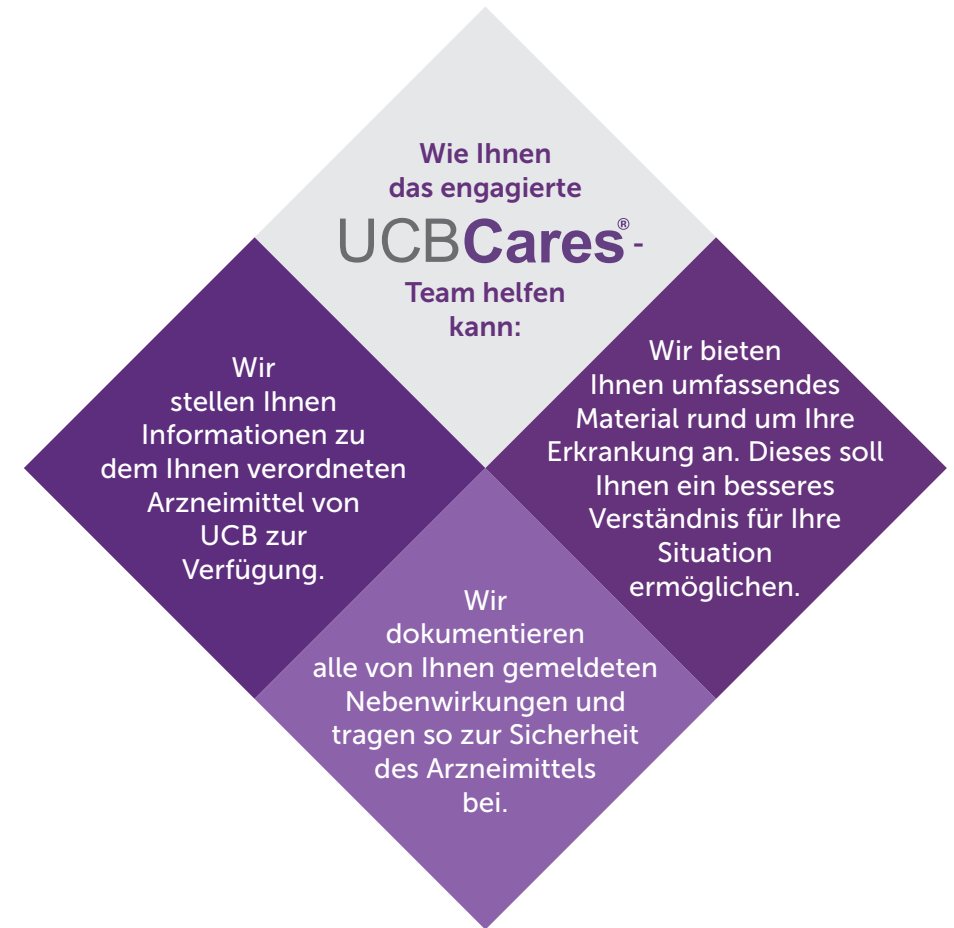 Wie Ihnen
das engagierte
UCBCares®-
Team helfen
kann:
Wir
stellen Ihnen
Informationen zu
dem Ihnen verordneten
Arzneimittel von
UCB zur
Verfügung.
Wir bieten
Ihnen umfassendes
Material rund um Ihre
Erkrankung an. Dieses soll
Ihnen ein besseres
Verständnis für Ihre
Situation
ermöglichen.
Wir
dokumentieren
alle von Ihnen gemeldeten
Nebenwirkungen und
tragen so zur Sicherheit
des Arzneimittels
bei.